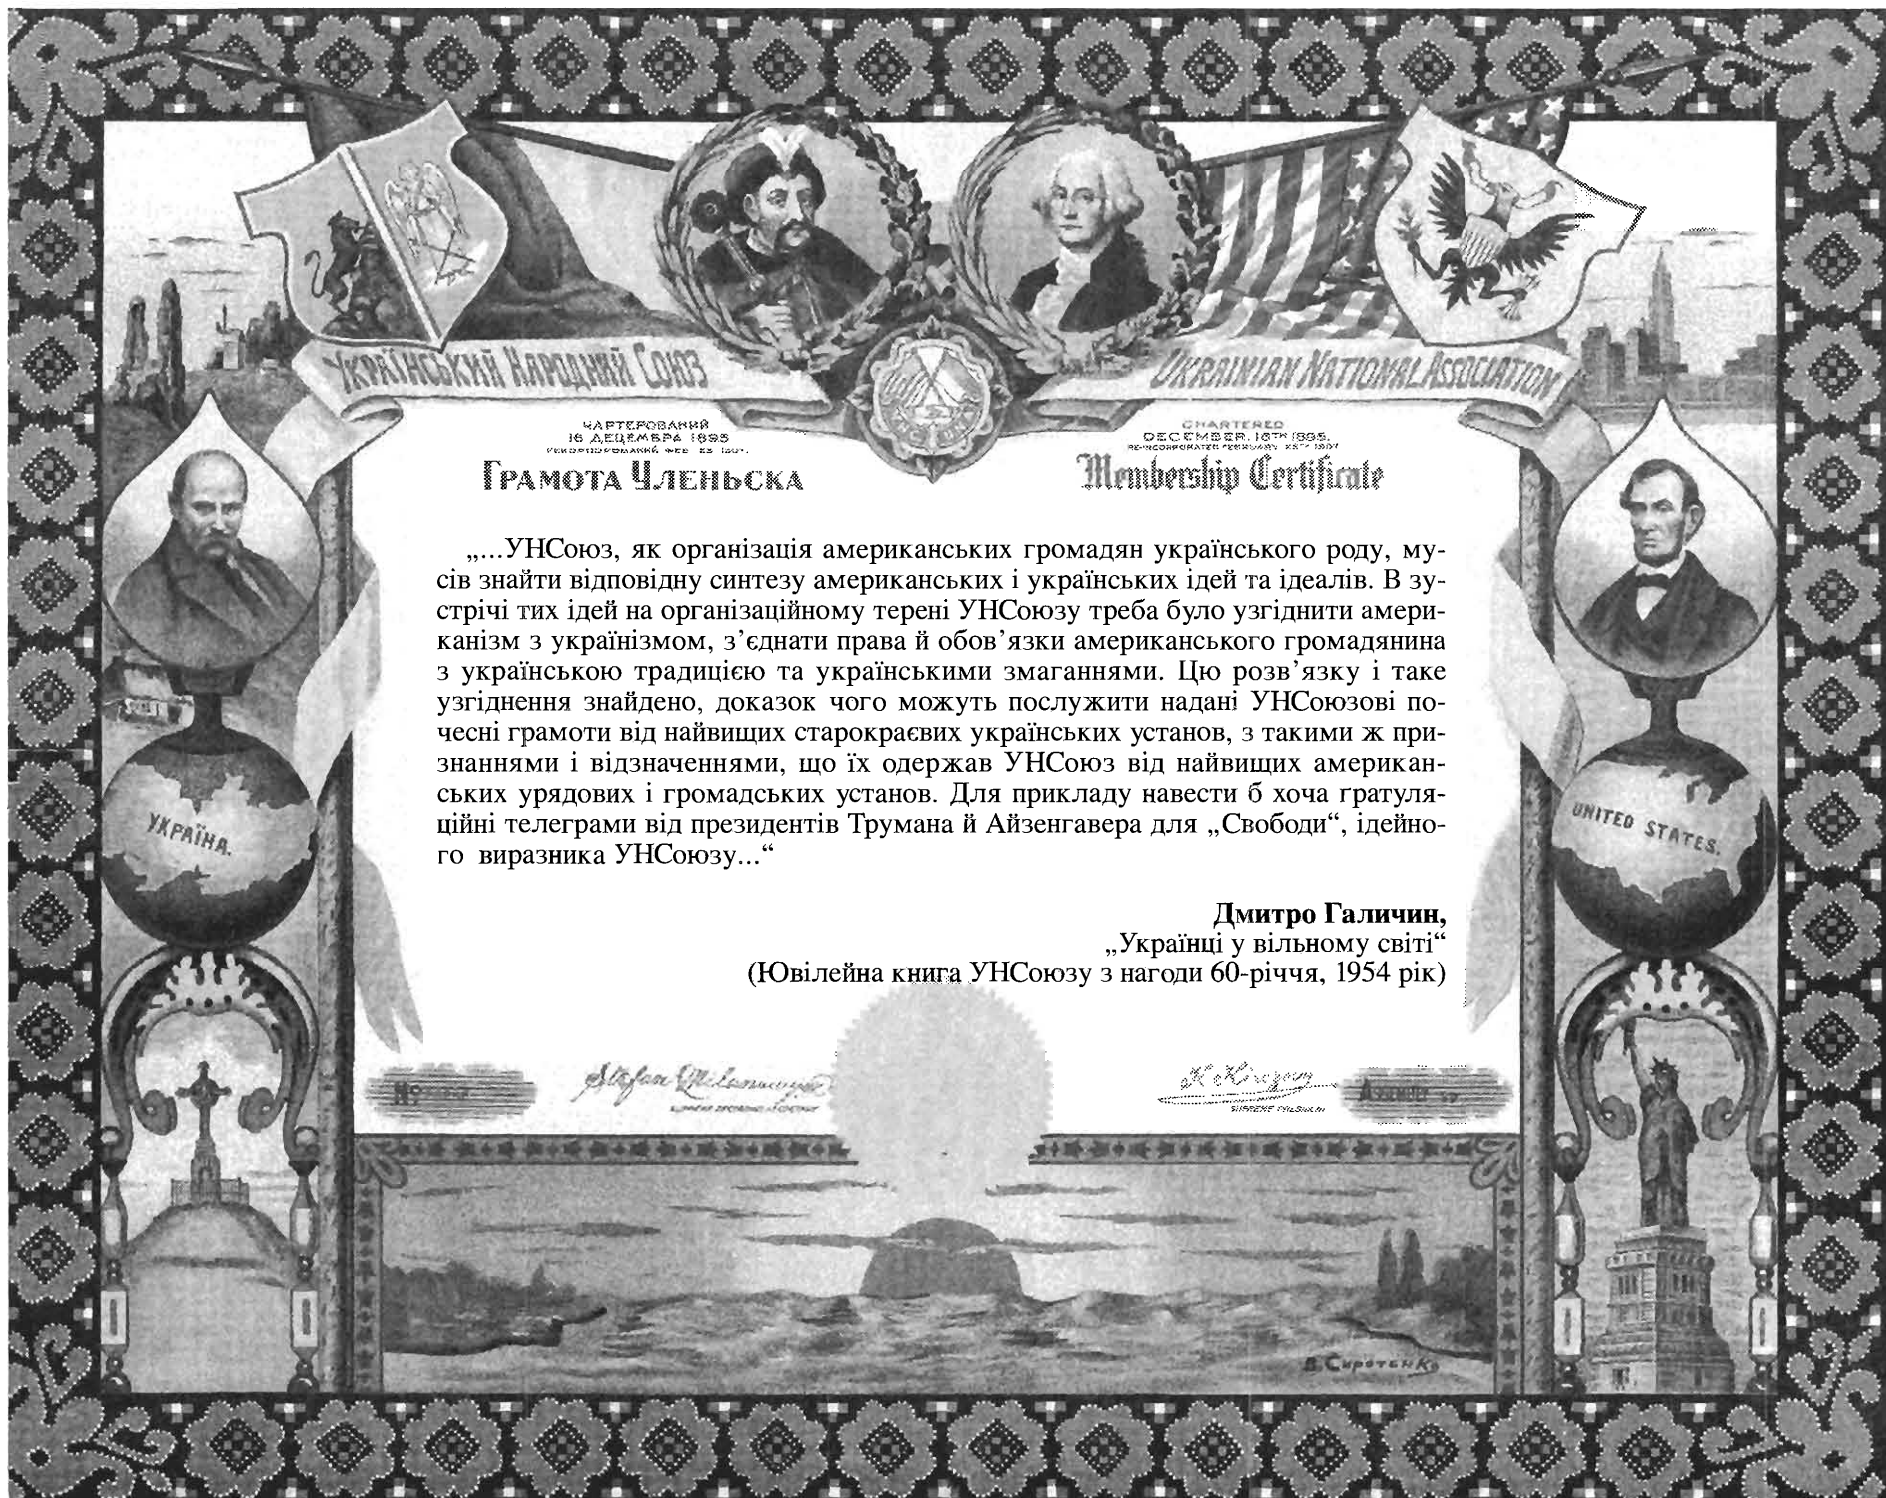 Український Народний Союз
Ukrainian National Association
ЧАРТЕРОВАНИЙ
16 ДЕЦЕМБРА 1895
Грамота Членьска
CHARTERED
DECEMBER, 16TH 1895.
Membership Certificate
„...УНСоюз, як організація американських громадян українського роду, му-
сів знайти відповідну синтезу американських і українських ідей та ідеалів. В зу-
стрічі тих ідей на організаційному терені УНСоюзу треба було узгіднити амери-
канізм з українізмом, з’єднати права й обов’язки американського громадянина
з українською традицією та українськими змаганнями. Цю розв’язку і таке
узгіднення знайдено, доказок чого можуть послужити надані УНСоюзові по-
чесні грамоти від найвищих старокраєвих українських установ, з такими ж при-
знаннями і відзначеннями, що їх одержав УНСоюз від найвищих американ-
ських урядових і громадських установ. Для прикладу навести б хоча ґратуля-
ційні телеграми від президентів Трумана й Айзенгавера для „Свободи“, ідейно-
го виразника УНСоюзу...“
Дмитро Галичин,
„Українці у вільному світі“
(Ювілейна книга УНСоюзу з нагоди 60-річчя, 1954 рік)
УКРАЇНА.
UNITED STATES.
No
SUPREME
В. Сиротенко